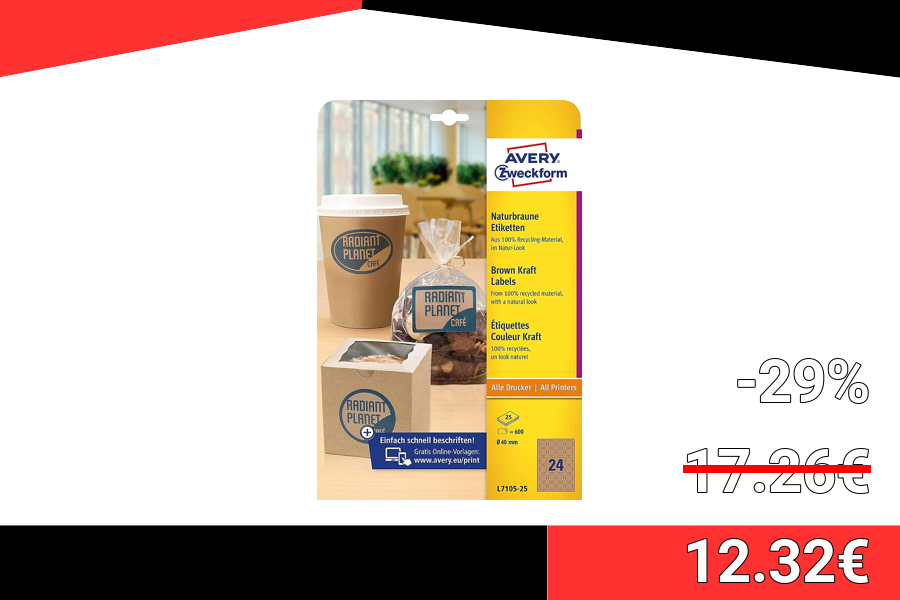 AVERY
Zweckform
Naturbraune
Etiketten
Aus 100% Recycling-Material,
im Natur-Look
Brown Kraft
Labels
From 100% recycled material,
with a natural look
Étiquettes
Couleur Kraft
100% recyclées,
un look naturel
Alle Drucker | All Printers
25
= 600
Ø 40 mm
24
L7105-25
RADIANT
PLANET
CAFÉ
RADIANT
PLANET
CAFÉ
RADIANT
PLANET
CAFÉ
Einfach schnell beschriften!
Gratis Online-Vorlagen:
www.avery.eu/print
-29%
17.26€
12.32€